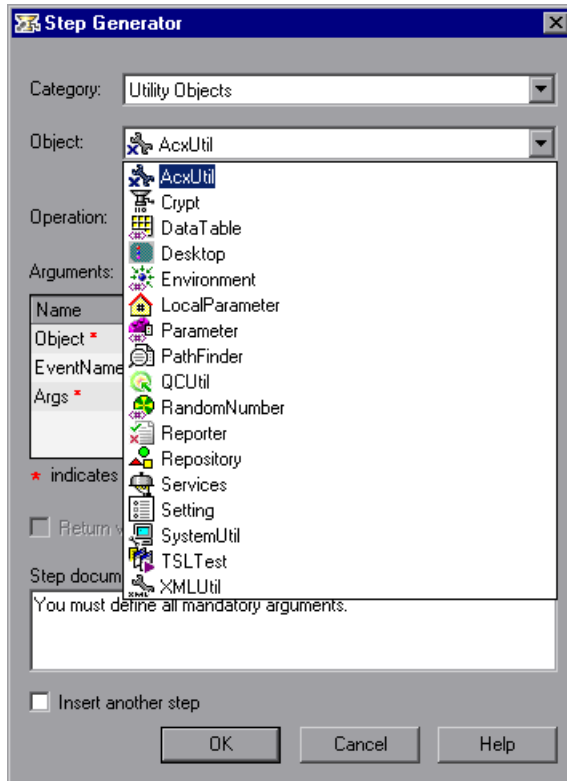 Step Generator
Category: Utility Objects
Object: AcxUtil
AcxUtil
Crypt
Operation:
DataTable
Desktop
Arguments:
Environment
Name
LocalParameter
Object *
Parameter
EventName
PathFinder
QCUtil
Args *
RandomNumber
Reporter
Repository
* indicates
Services
Setting
Return
SystemUtil
TSLTest
Step docum
XMLUtil
You must define all mandatory arguments.
Insert another step
OK Cancel Help